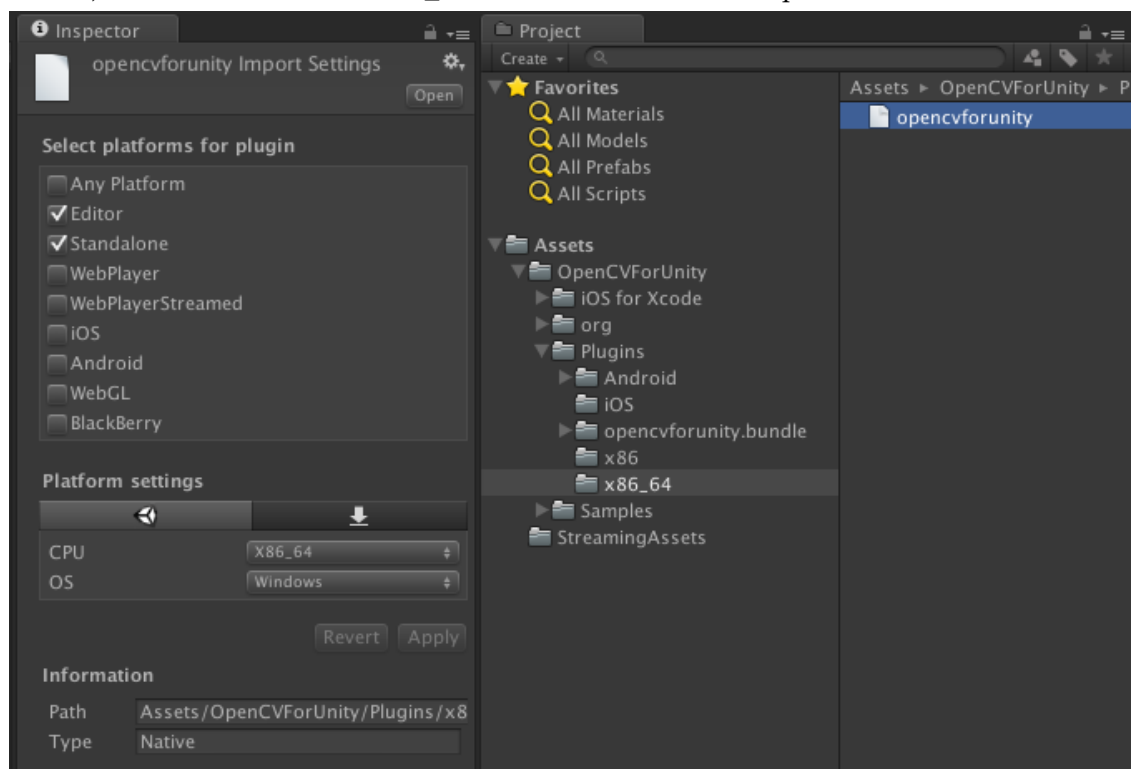 Inspector
opencvforunity Import Settings
Open
Select platforms for plugin
Any Platform
Editor
Standalone
WebPlayer
WebPlayerStreamed
iOS
Android
WebGL
BlackBerry
Platform settings
CPU X86_64
OS Windows
Revert Apply
Information
Path Assets/OpenCVForUnity/Plugins/x8
Type Native
Project
Create
Favorites
All Materials
All Models
All Prefabs
All Scripts
Assets
OpenCVForUnity
iOS for Xcode
org
Plugins
Android
iOS
opencvforunity.bundle
x86
x86_64
Samples
StreamingAssets
Assets ▸ OpenCVForUnity ▸ P
opencvforunity